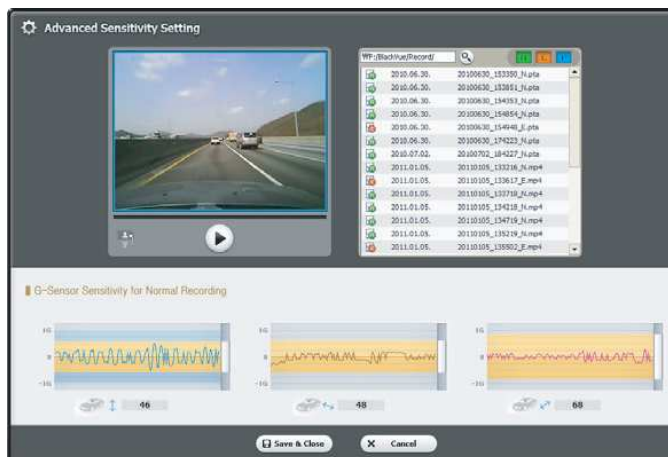 Advanced Sensitivity Setting
₩F:/BlackVue/Record/
2010.06.30. 20100630_153350_N.pta
2010.06.30. 20100630_153851_N.pta
2010.06.30. 20100630_154353_N.pta
2010.06.30. 20100630_154854_N.pta
2010.06.30. 20100630_154948_E.pta
2010.06.30. 20100630_174223_N.pta
2010.07.02. 20100702_184227_N.pta
2011.01.05. 20110105_133216_N.mp4
2011.01.05. 20110105_133617_E.mp4
2011.01.05. 20110105_133718_N.mp4
2011.01.05. 20110105_134218_N.mp4
2011.01.05. 20110105_134719_N.mp4
2011.01.05. 20110105_135219_N.mp4
2011.01.05. 20110105_135502_E.mp4
G-Sensor Sensitivity for Normal Recording
1G 1G 1G
0 0 0
-1G -1G -1G
46 48 68
Save & Close X Cancel